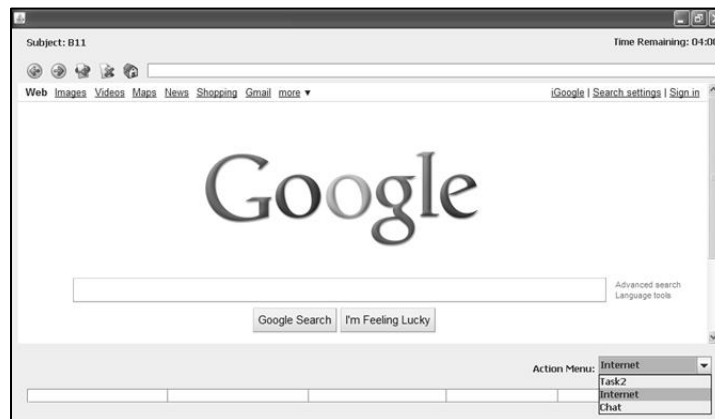 Subject: B11 Time Remaining: 04:00
Web Images Videos Maps News Shopping Gmail more ▼ iGoogle | Search settings | Sign in
Google
Advanced search
Language tools
Google Search I'm Feeling Lucky
Action Menu: Internet
Task2
Internet
Chat